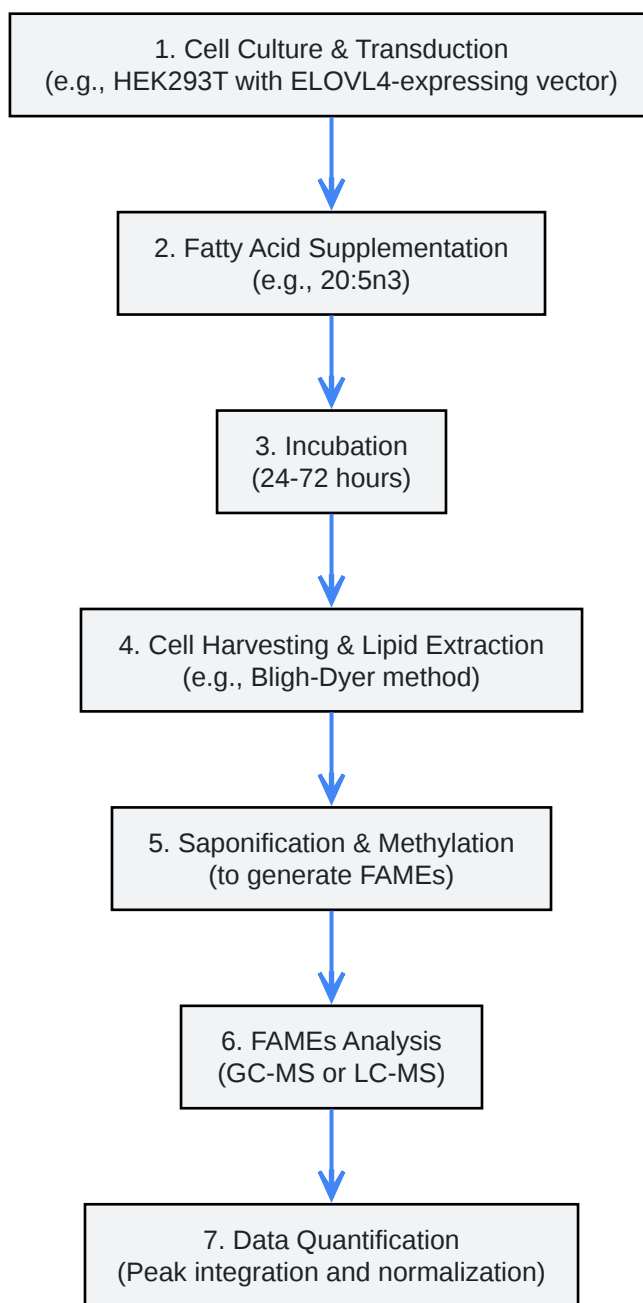 1. Cell Culture & Transduction
(e.g., HEK293T with ELOVL4-expressing vector)
2. Fatty Acid Supplementation
(e.g., 20:5n3)
3. Incubation
(24-72 hours)
4. Cell Harvesting & Lipid Extraction
(e.g., Bligh-Dyer method)
5. Saponification & Methylation
(to generate FAMEs)
6. FAMEs Analysis
(GC-MS or LC-MS)
7. Data Quantification
(Peak integration and normalization)